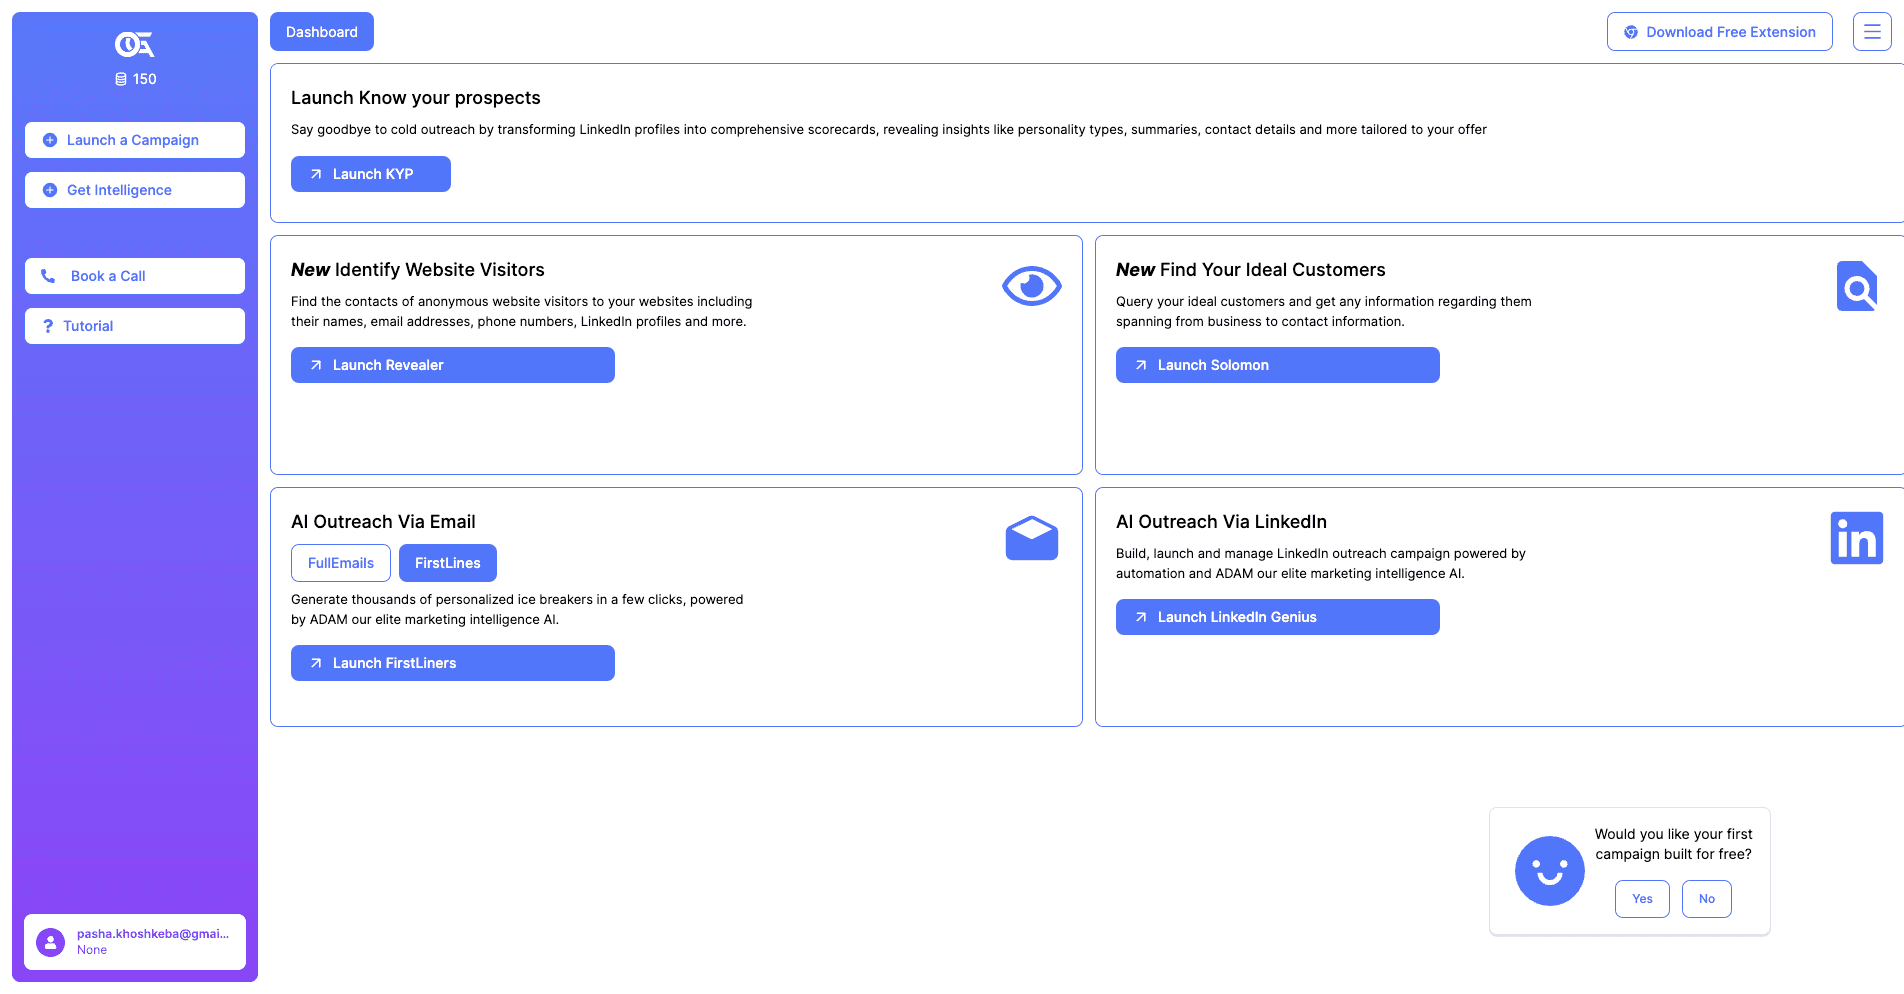 150
Launch a Campaign
Get Intelligence
Book a Call
Tutorial
pasha.khoshkeba@gmai...
None
Dashboard
Download Free Extension
Launch Know your prospects
Say goodbye to cold outreach by transforming LinkedIn profiles into comprehensive scorecards, revealing insights like personality types, summaries, contact details and more tailored to your offer
Launch KYP
New Identify Website Visitors
Find the contacts of anonymous website visitors to your websites including
their names, email addresses, phone numbers, LinkedIn profiles and more.
Launch Revealer
New Find Your Ideal Customers
Query your ideal customers and get any information regarding them
spanning from business to contact information.
Launch Solomon
AI Outreach Via Email
FullEmails
FirstLines
Generate thousands of personalized ice breakers in a few clicks, powered
by ADAM our elite marketing intelligence AI.
Launch FirstLiners
AI Outreach Via LinkedIn
in
Build, launch and manage LinkedIn outreach campaign powered by
automation and ADAM our elite marketing intelligence AI.
Launch LinkedIn Genius
Would you like your first
campaign built for free?
Yes
No